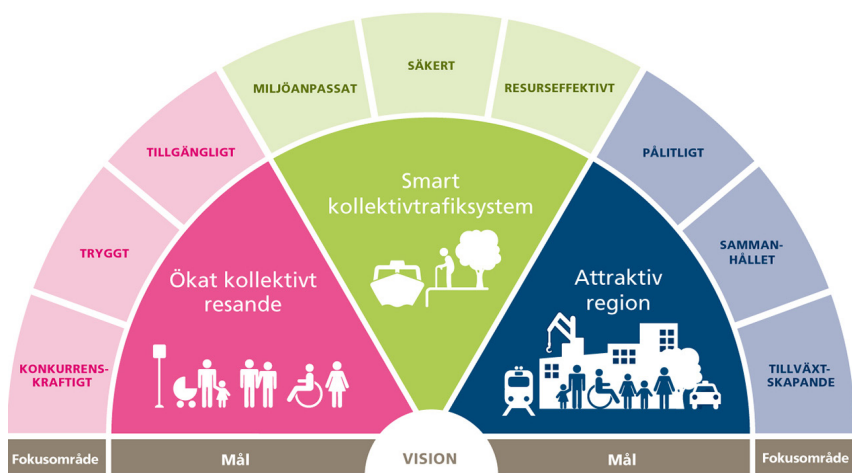 MILJÖANPASSAT
SÄKERT
RESURSEFFEKTIVT
TILLGÄNGLIGT
PÅLITLIGT
TRYGGT
SAMMAN-
HÅLLET
KONKURRENS-
KRAFTIGT
TILLVÄXT-
SKAPANDE
Smart
kollektivtrafiksystem
Ökat kollektivt
resande
Attraktiv
region
Fokusområde
Mål
VISION
Mål
Fokusområde